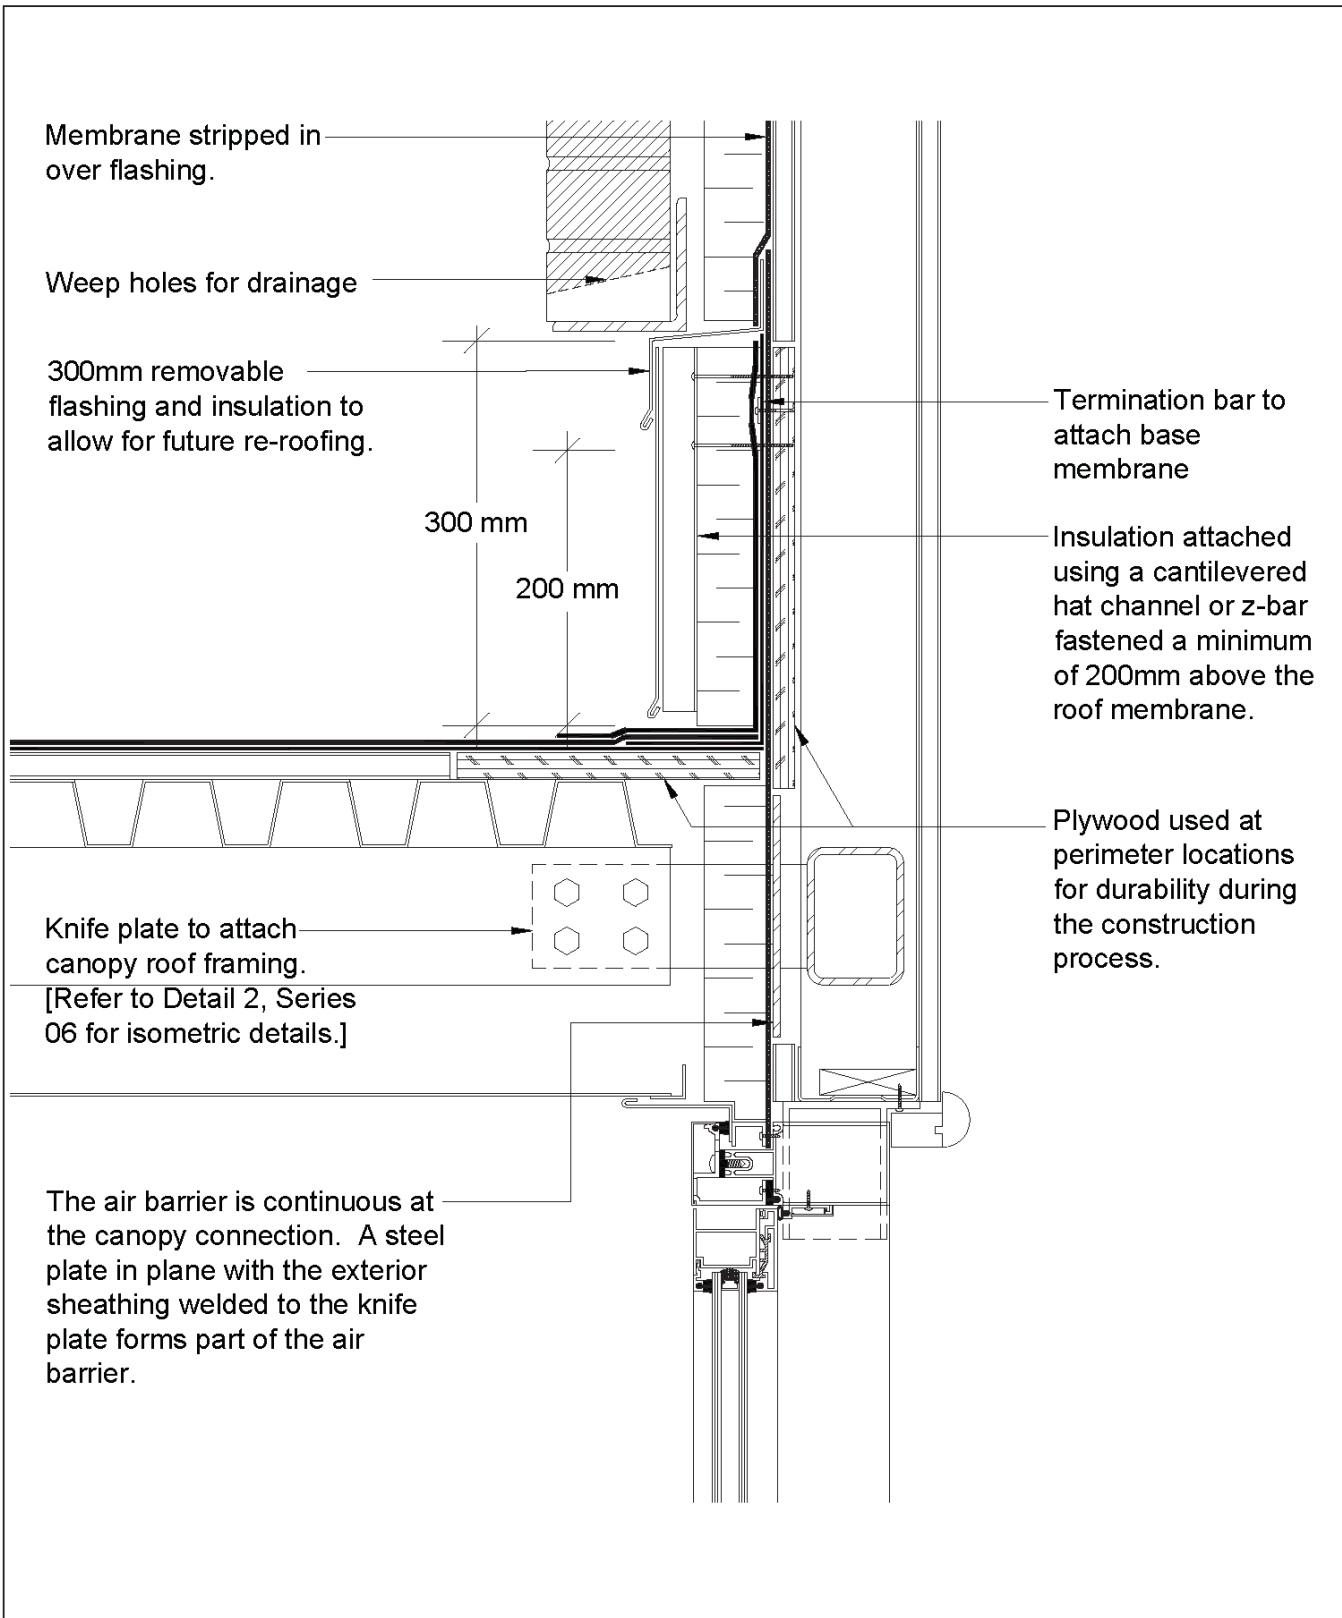 Membrane stripped in
over flashing.
Weep holes for drainage
300mm removable
flashing and insulation to
allow for future re-roofing.
300 mm
200 mm
Termination bar to
attach base
membrane
Insulation attached
using a cantilevered
hat channel or z-bar
fastened a minimum
of 200mm above the
roof membrane.
Plywood used at
perimeter locations
for durability during
the construction
process.
Knife plate to attach
canopy roof framing.
[Refer to Detail 2, Series
06 for isometric details.]
The air barrier is continuous at
the canopy connection.  A steel
plate in plane with the exterior
sheathing welded to the knife
plate forms part of the air
barrier.